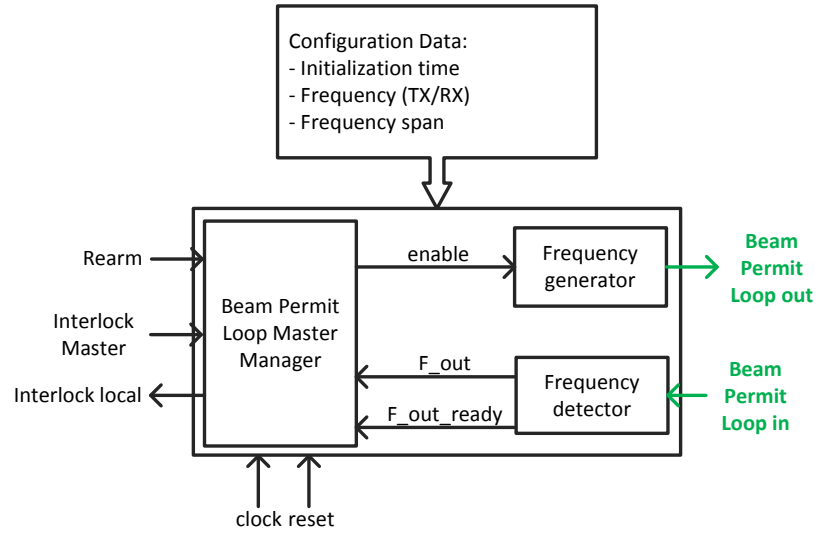 Configuration Data:
- Initialization time
- Frequency (TX/RX)
- Frequency span
Rearm
Interlock
Master
Interlock local
Beam Permit
Loop Master
Manager
enable
Frequency
generator
Beam
Permit
Loop out
F_out
F_out_ready
Frequency
detector
Beam
Permit
Loop in
clock reset